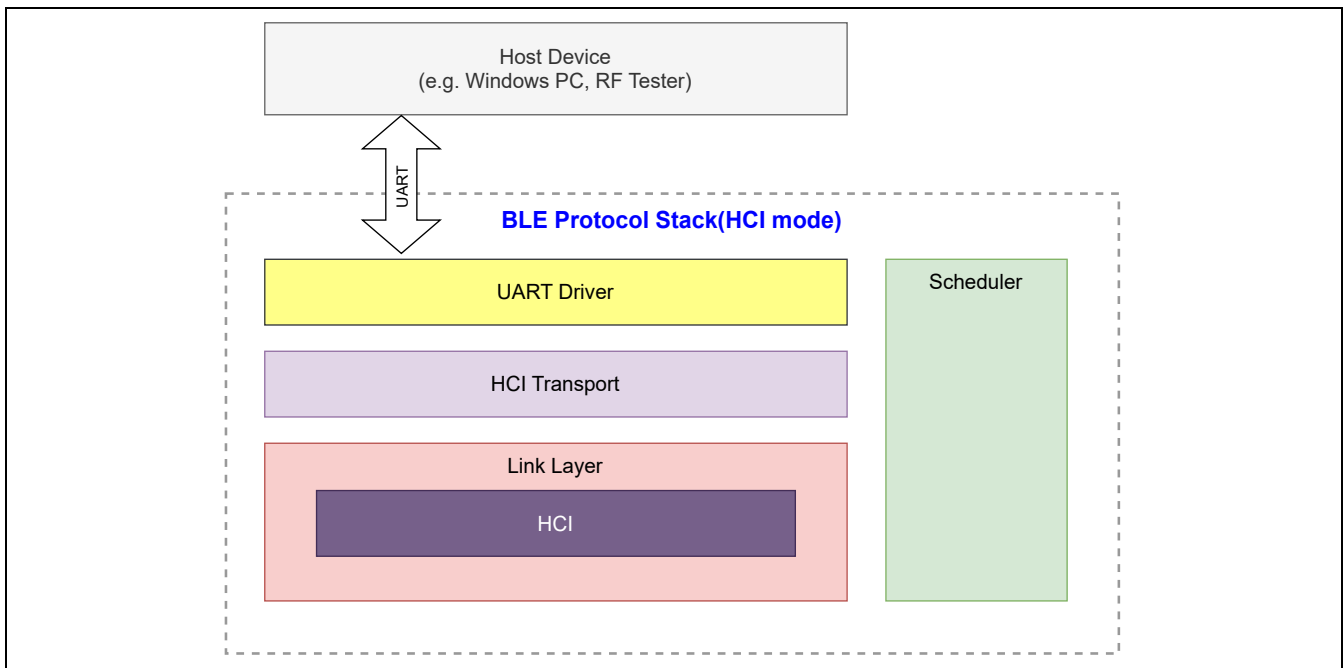 Host Device
(e.g. Windows PC, RF Tester)
UART
BLE Protocol Stack(HCI mode)
UART Driver
Scheduler
HCI Transport
Link Layer
HCI